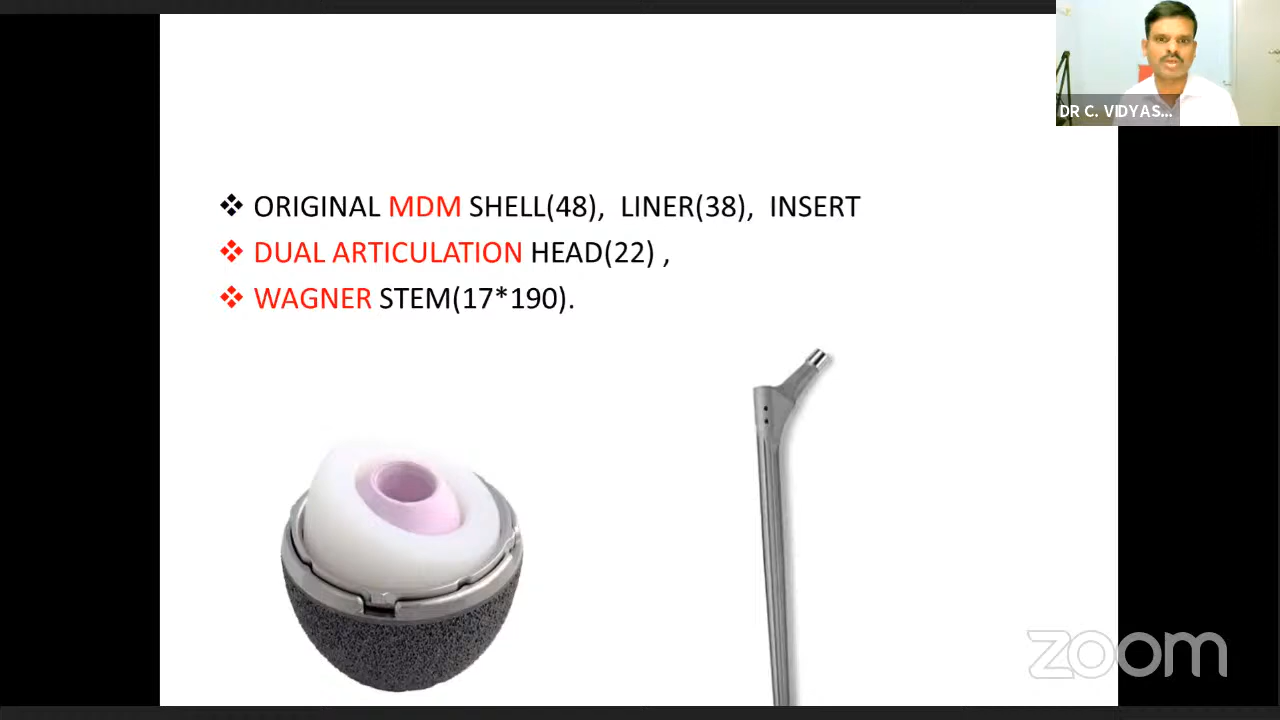 DR C. VIDYAS...
❖ ORIGINAL MDM SHELL(48), LINER(38), INSERT
❖ DUAL ARTICULATION HEAD(22) ,
❖ WAGNER STEM(17*190).
zoom